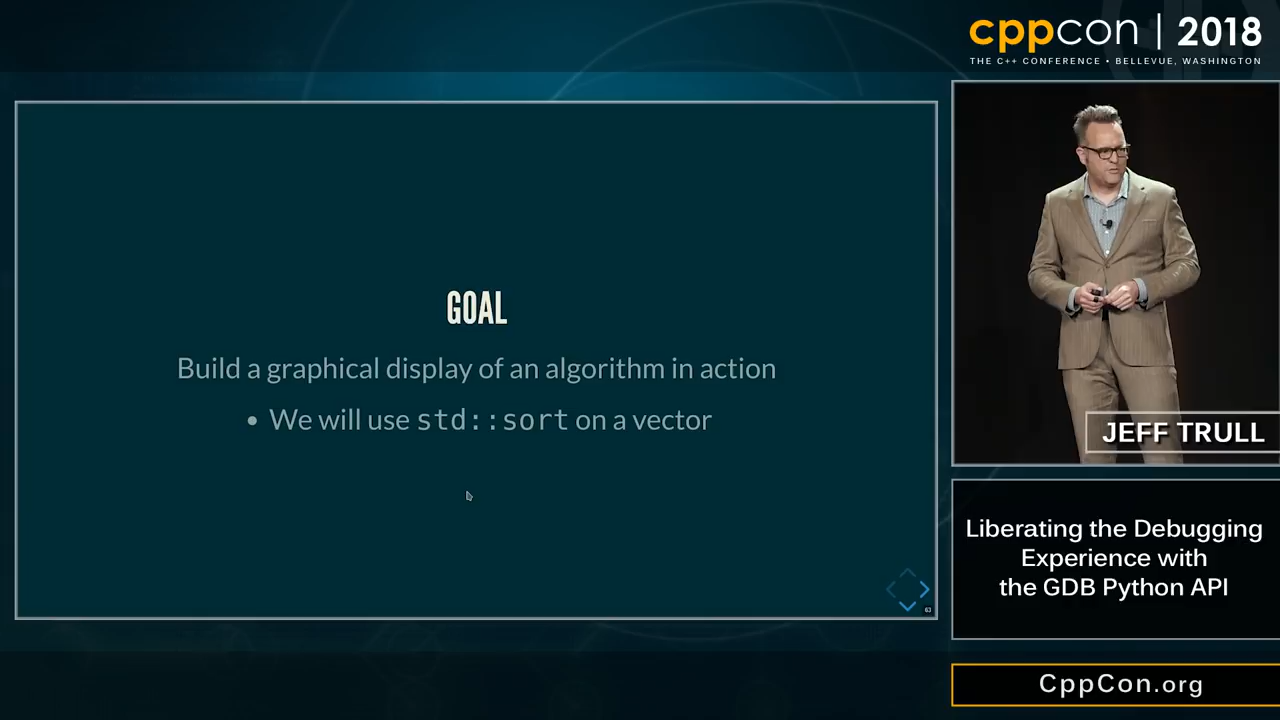 cppcon | 2018
THE C++ CONFERENCE • BELLEVUE, WASHINGTON
GOAL
Build a graphical display of an algorithm in action
• We will use std::sort on a vector
63
JEFF TRULL
Liberating the Debugging
Experience with
the GDB Python API
CppCon.org